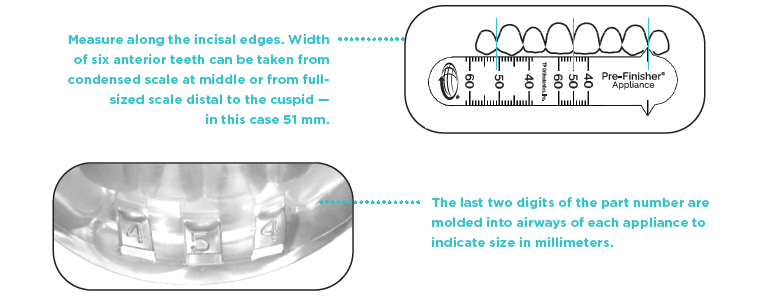 Measure along the incisal edges. Width
of six anterior teeth can be taken from
condensed scale at middle or from full-
sized scale distal to the cuspid —
in this case 51 mm.
60 50 40 60 50 40
Pre-Finisher®
Appliance
4 5 4
The last two digits of the part number are
molded into airways of each appliance to
indicate size in millimeters.